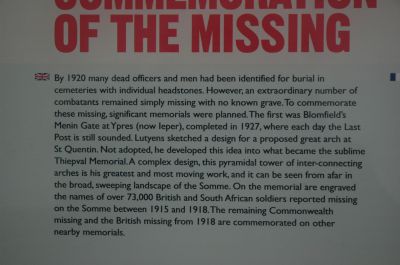 COMMEMORATION
OF THE MISSING
By 1920 many dead officers and men had been identified for burial in
cemeteries with individual headstones. However, an extraordinary number of
combatants remained simply missing with no known grave. To commemorate
these missing, significant memorials were planned. The first was Blomfield's
Menin Gate at Ypres (now Ieper), completed in 1927, where each day the Last
Post is still sounded. Lutyens sketched a design for a proposed great arch at
St Quentin. Not adopted, he developed this idea into what became the sublime
Thiepval Memorial. A complex design, this pyramidal tower of inter-connecting
arches is his greatest and most moving work, and it can be seen from afar in
the broad, sweeping landscape of the Somme. On the memorial are engraved
the names of over 73,000 British and South African soldiers reported missing
on the Somme between 1915 and 1918. The remaining Commonwealth
missing and the British missing from 1918 are commemorated on other
nearby memorials.